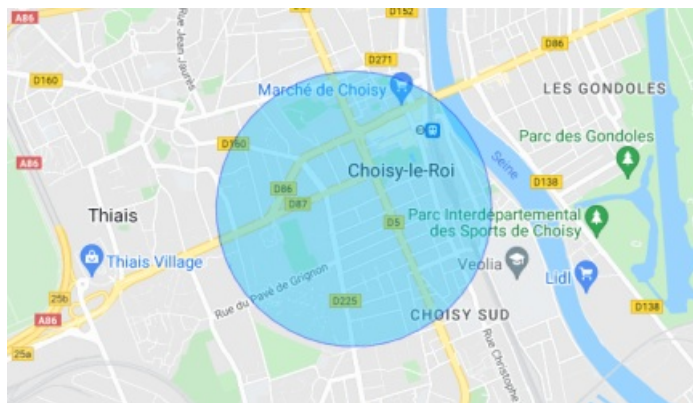 A86
D152
Rue Jean Jaurès
D86
D271
D160
Marché de Choisy
LES GONDOLES
Parc des Gondoles
D160
Choisy-le-Roi
Seine
A86
D138
D86
D87
Thiais
D5
Parc Interdépartemental
des Sports de Choisy
Thiais Village
Veolia
Lidl
Rue du Pavé de Grignon
25b
D225
D138
A86
CHOISY SUD
25a
Rue Christophe